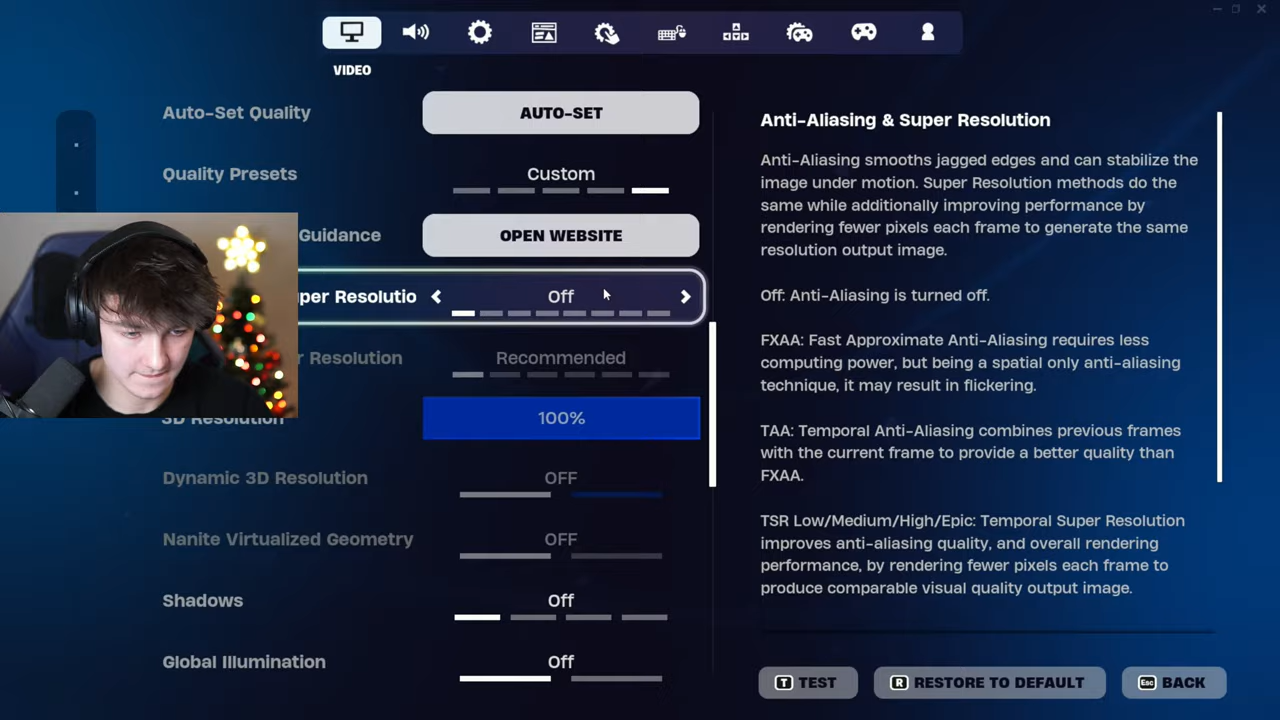 VIDEO
Auto-Set Quality
AUTO-SET
Quality Presets
Custom
Guidance
OPEN WEBSITE
uper Resolutio
Off
r Resolution
Recommended
3D Resolution
100%
Dynamic 3D Resolution
OFF
Nanite Virtualized Geometry
OFF
Shadows
Off
Global Illumination
Off
Anti-Aliasing & Super Resolution
Anti-Aliasing smooths jagged edges and can stabilize the
image under motion. Super Resolution methods do the
same while additionally improving performance by
rendering fewer pixels each frame to generate the same
resolution output image.
Off: Anti-Aliasing is turned off.
FXAA: Fast Approximate Anti-Aliasing requires less
computing power, but being a spatial only anti-aliasing
technique, it may result in flickering.
TAA: Temporal Anti-Aliasing combines previous frames
with the current frame to provide a better quality than
FXAA.
TSR Low/Medium/High/Epic: Temporal Super Resolution
improves anti-aliasing quality, and overall rendering
performance, by rendering fewer pixels each frame to
produce comparable visual quality output image.
T TEST
R RESTORE TO DEFAULT
Esc BACK